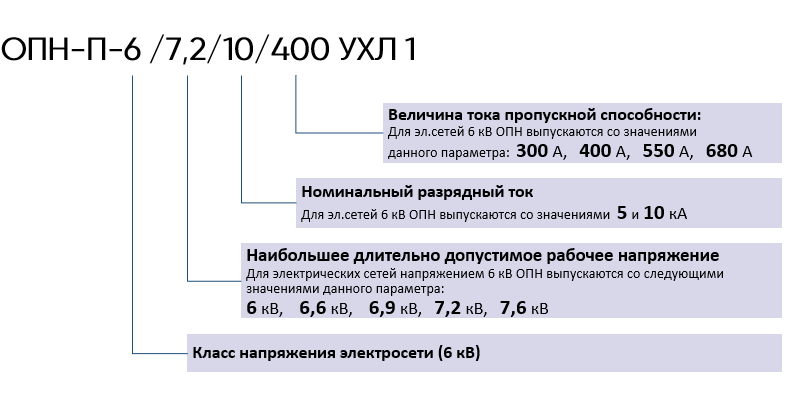 ОПН-П-6 /7,2/10/400 УХЛ 1
Величина тока пропускной способности:
Для эл.сетей 6 кВ ОПН выпускаются со значениями
данного параметра: 300 А, 400 А, 550 А, 680 А
Номинальный разрядный ток
Для эл.сетей 6 кВ ОПН выпускаются со значениями 5 и 10 кА
Наибольшее длительно допустимое рабочее напряжение
Для электрических сетей напряжением 6 кВ ОПН выпускаются со следующими
значениями данного параметра:
6 кВ, 6,6 кВ, 6,9 кВ, 7,2 кВ, 7,6 кВ
Класс напряжения электросети (6 кВ)